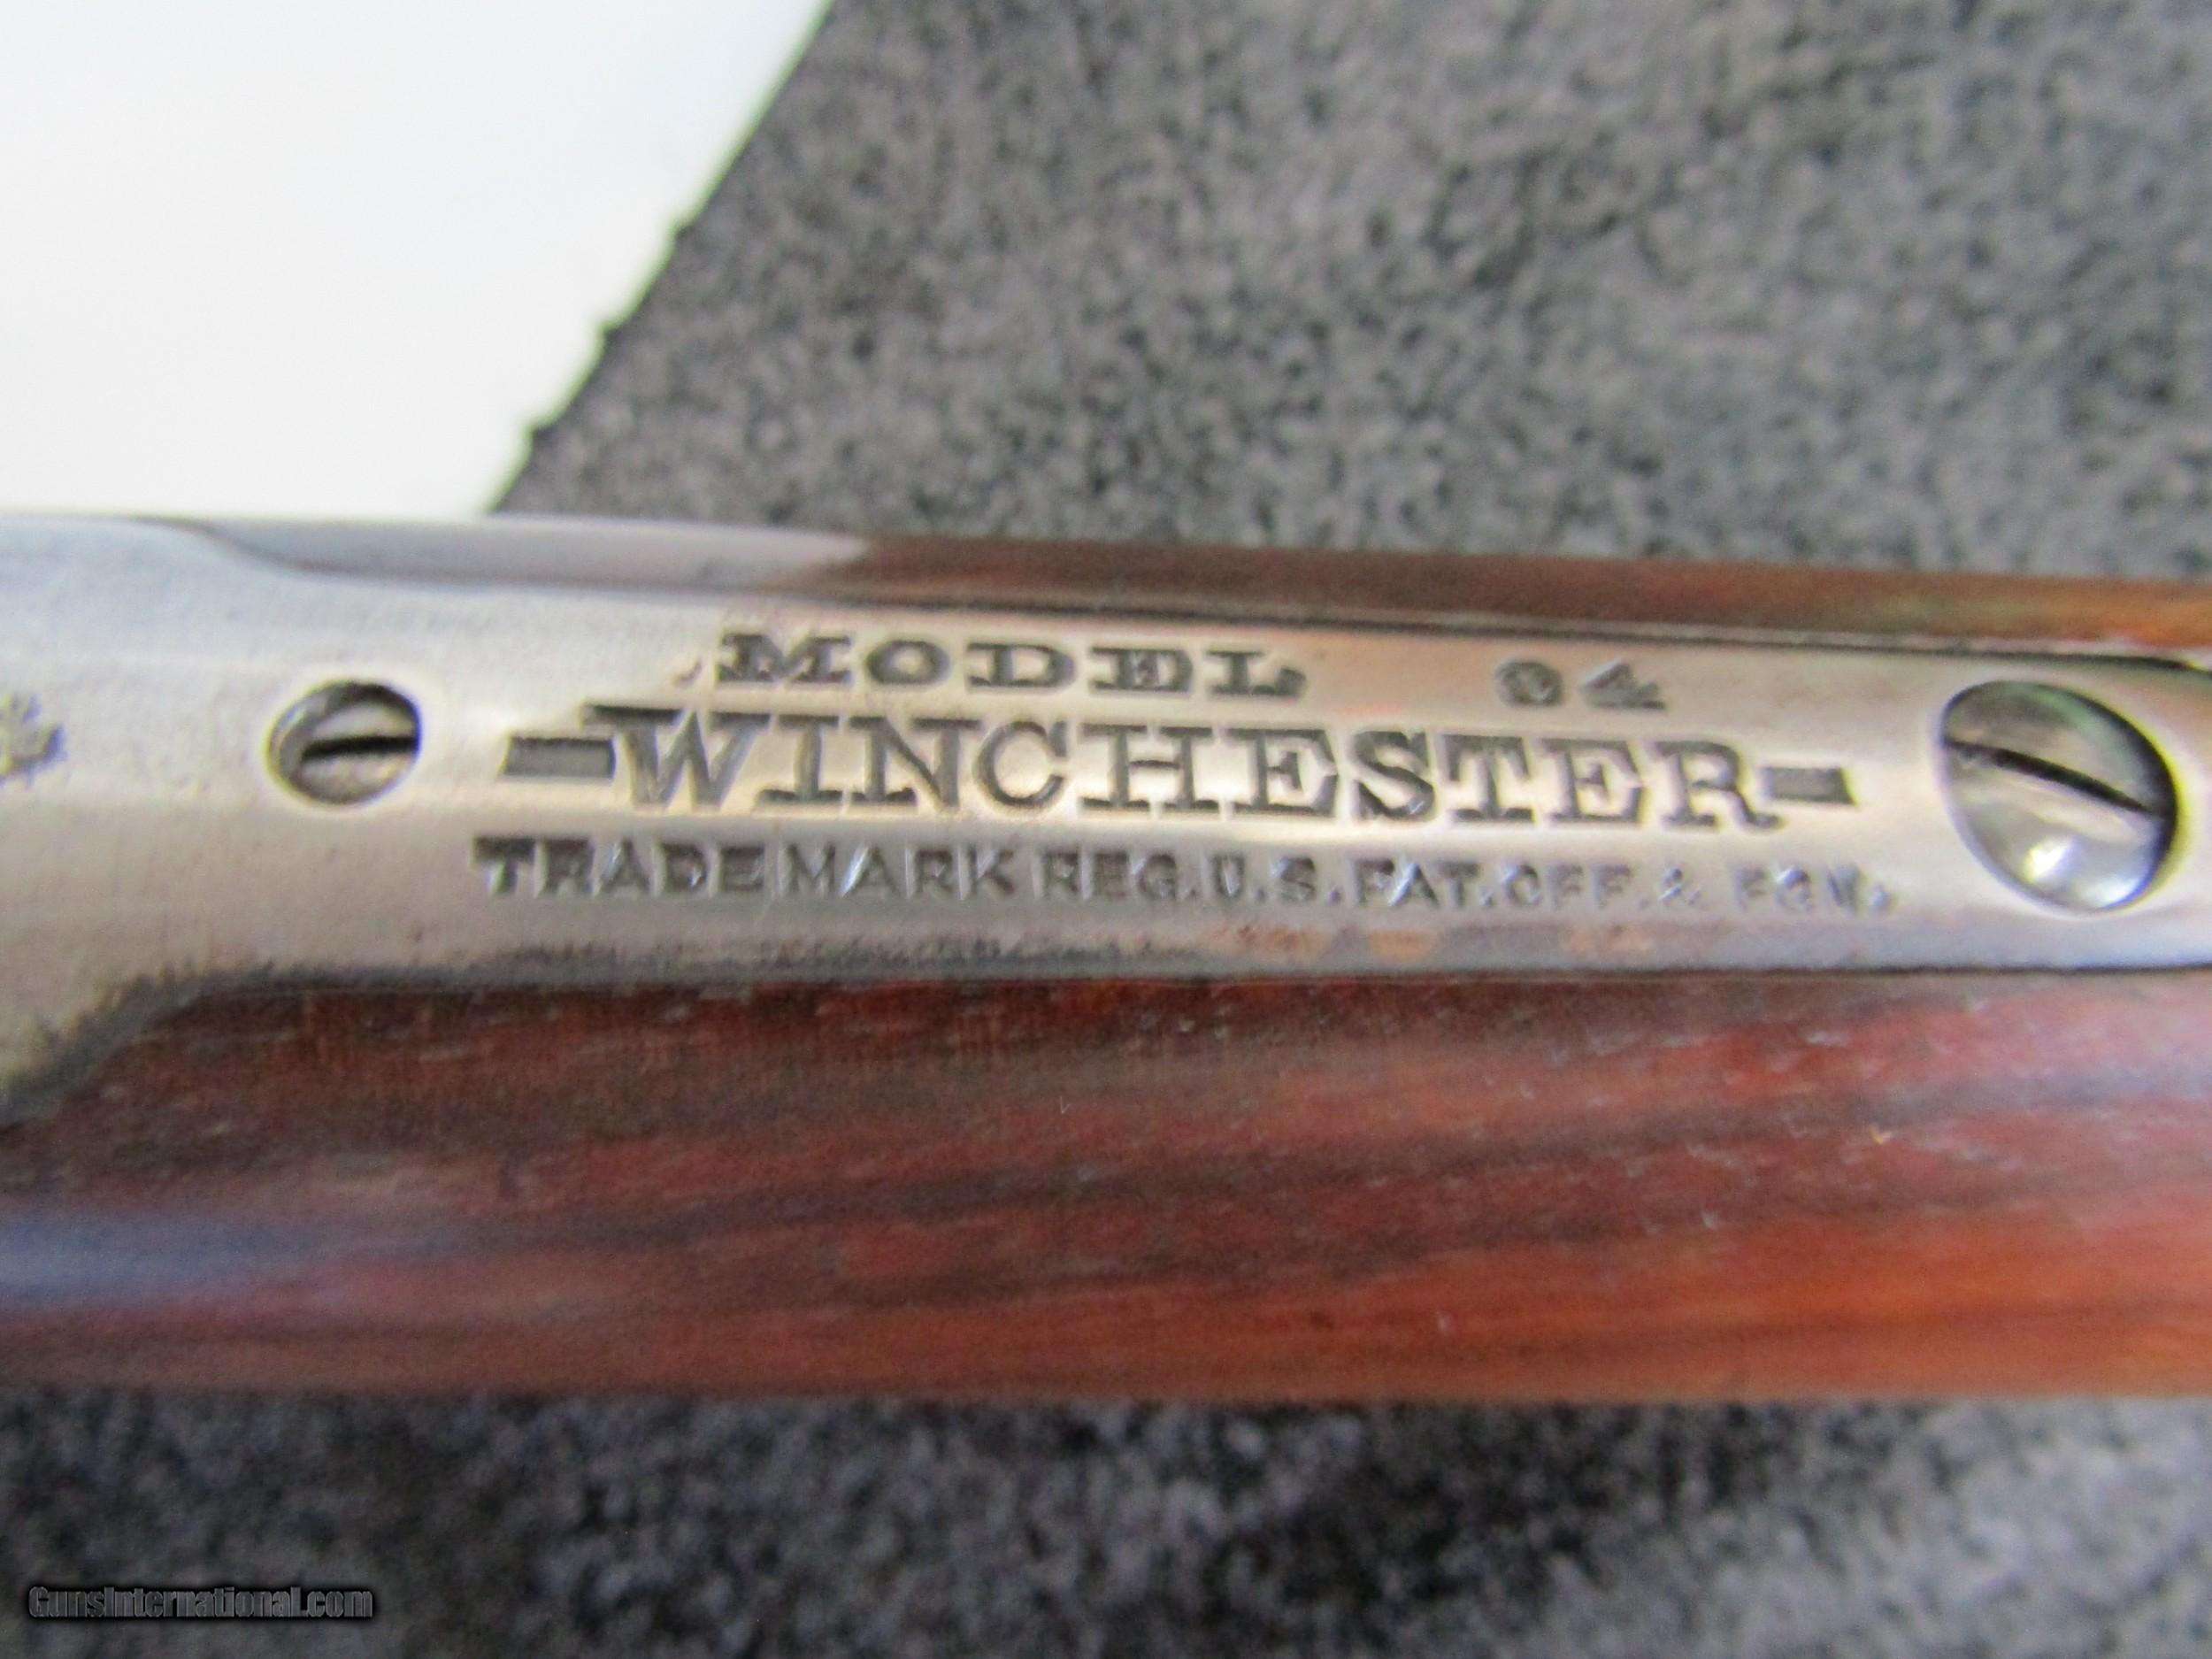 MODEL 94
-WINCHESTER-
TRADE MARK REG. U.S. PAT. OFF. & FGN.
GunsInternational.com